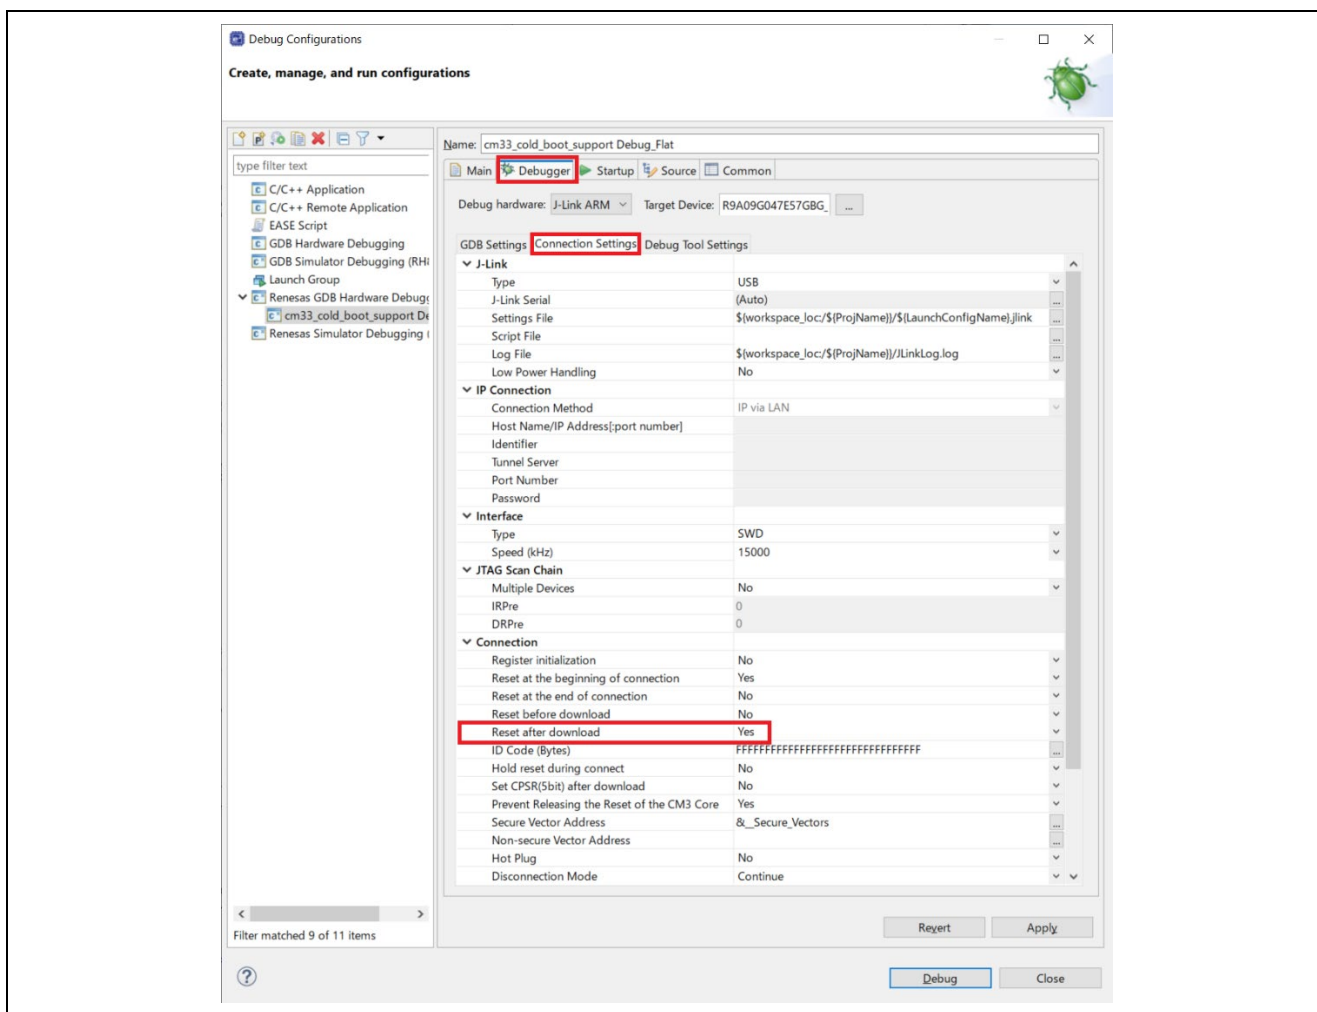 Debug Configurations
Create, manage, and run configurations
type filter text
C/C++ Application
C/C++ Remote Application
EASE Script
GDB Hardware Debugging
GDB Simulator Debugging (RH8
Launch Group
Renesas GDB Hardware Debugg
cm33_cold_boot_support De
Renesas Simulator Debugging (
Filter matched 9 of 11 items
Name: cm33_cold_boot_support Debug_Flat
Main Debugger Startup Source Common
Debug hardware: J-Link ARM Target Device: R9A09G047E57GBG_ ...
GDB Settings Connection Settings Debug Tool Settings
J-Link
Type USB
J-Link Serial (Auto) ...
Settings File ${workspace_loc:/${ProjName}}/${LaunchConfigName}.jlink ...
Script File ...
Log File ${workspace_loc:/${ProjName}}/JLinkLog.log ...
Low Power Handling No
IP Connection
Connection Method IP via LAN
Host Name/IP Address[:port number]
Identifier
Tunnel Server
Port Number
Password
Interface
Type SWD
Speed (kHz) 15000
JTAG Scan Chain
Multiple Devices No
IRPre 0
DRPre 0
Connection
Register initialization No
Reset at the beginning of connection Yes
Reset at the end of connection No
Reset before download No
Reset after download Yes
ID Code (Bytes) FFFFFFFFFFFFFFFFFFFFFFFFFFFFFFFF ...
Hold reset during connect No
Set CPSR(5bit) after download No
Prevent Releasing the Reset of the CM3 Core Yes
Secure Vector Address &__Secure_Vectors ...
Non-secure Vector Address ...
Hot Plug No
Disconnection Mode Continue
Revert Apply
Debug Close